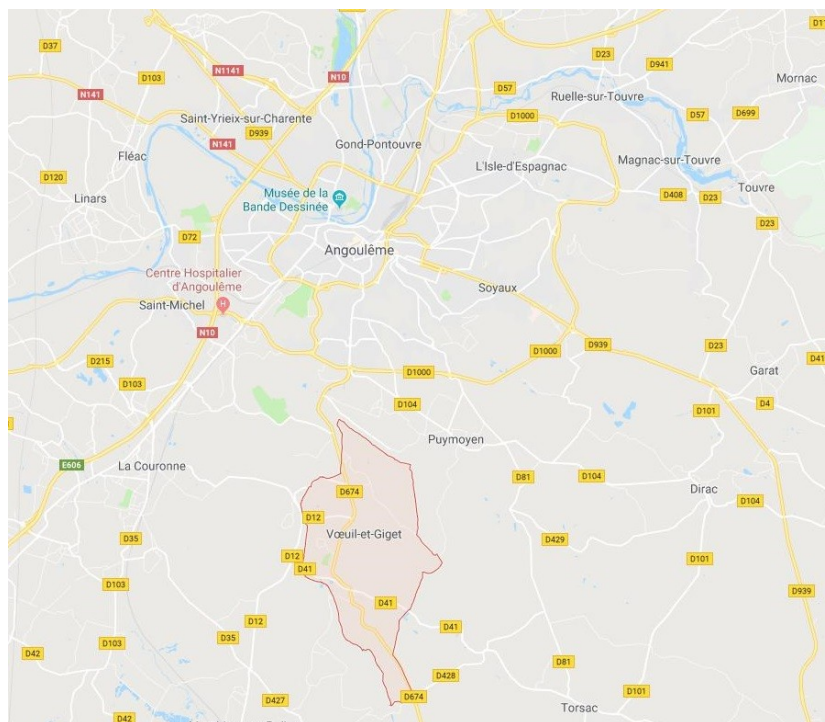 D37
N1141
N10
D23
D941
D11
N141
D103
Mornac
D57
Ruelle-sur-Touvre
Saint-Yrieix-sur-Charente
D939
D1000
D57
D699
N141
Gond-Pontouvre
Fléac
L'Isle-d'Espagnac
Magnac-sur-Touvre
D120
Touvre
Linars
Musée de la
Bande Dessinée
D408
D23
D23
D72
Angoulême
Centre Hospitalier
d'Angoulême
Soyaux
Saint-Michel
N10
D215
D1000
D939
D23
D41
D103
D1000
Garat
D104
D101
D4
Puymoyen
E606
La Couronne
D81
D104
Dirac
D674
D104
D12
D35
Vœuil-et-Giget
D429
D12
D41
D101
D103
D939
D41
D12
D41
D35
D103
D42
D81
D428
D101
D674
D427
Torsac
D42